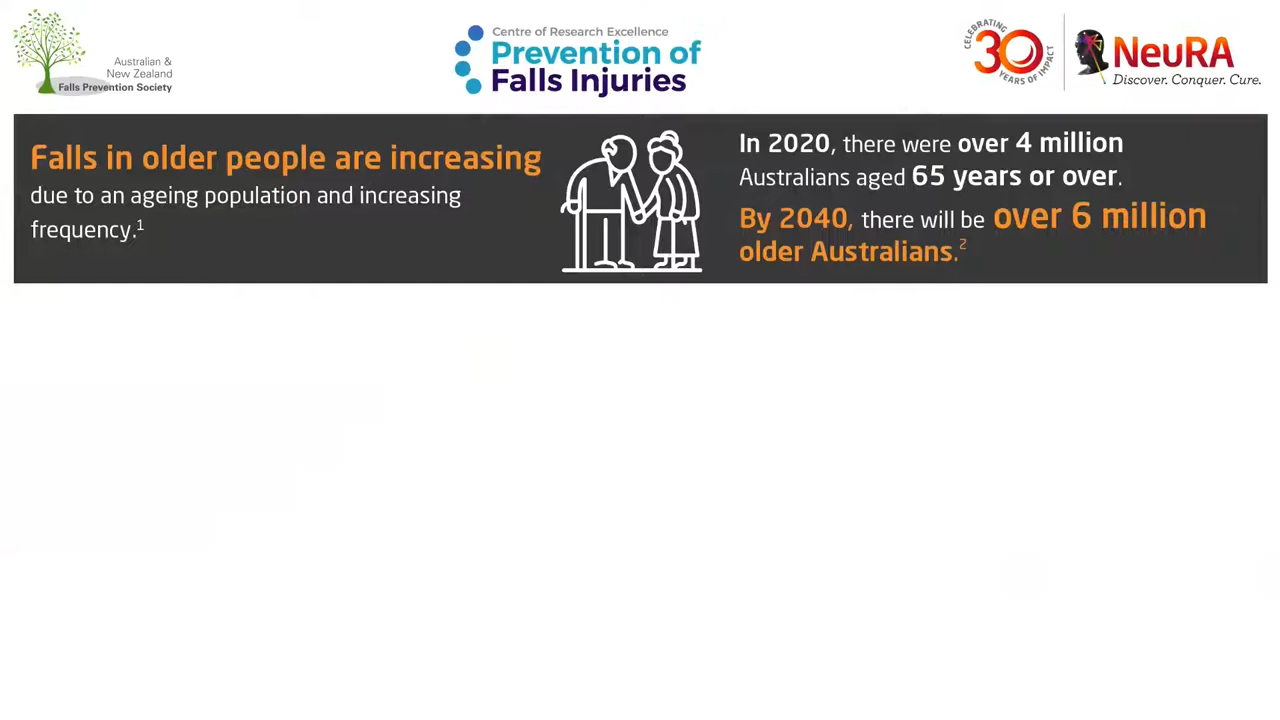 Australian &
New Zealand
Falls Prevention Society
Centre of Research Excellence
Prevention of
Falls Injuries
CELEBRATING
30
YEARS OF IMPACT
NeuRA
Discover. Conquer. Cure.
Falls in older people are increasing
due to an ageing population and increasing
frequency.¹
In 2020, there were over 4 million
Australians aged 65 years or over.
By 2040, there will be over 6 million
older Australians.²